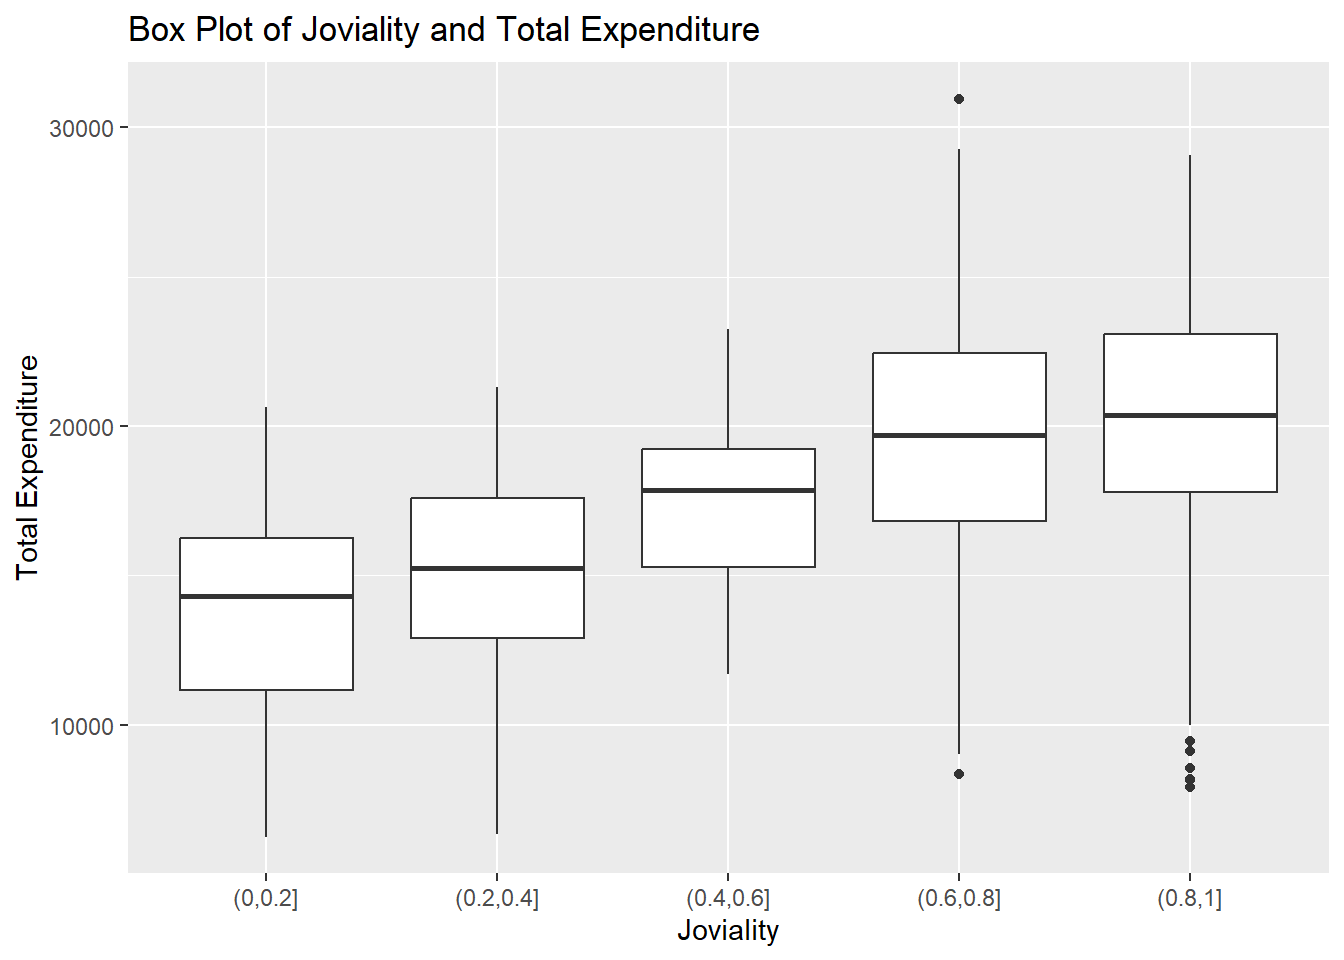 Box Plot of Joviality and Total Expenditure
30000
20000
10000
Total Expenditure
(0,0.2] (0.2,0.4] (0.4,0.6] (0.6,0.8] (0.8,1]
Joviality